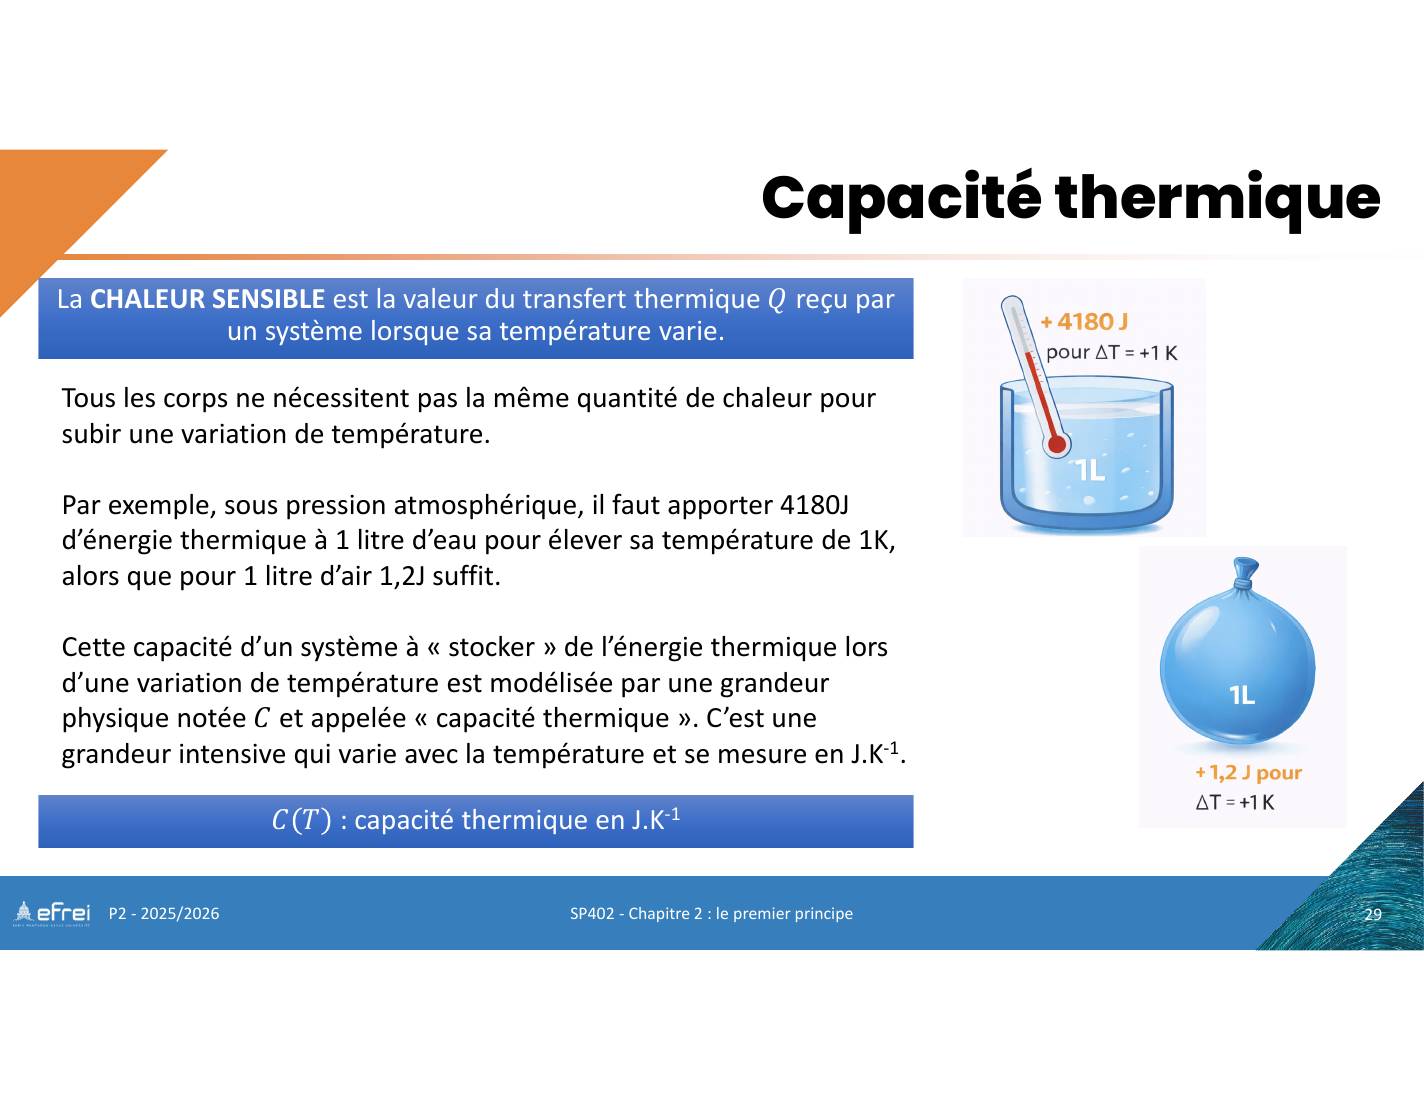 Capacité thermique
La CHALEUR SENSIBLE est la valeur du transfert thermique Q reçu par
un système lorsque sa température varie.
Tous les corps ne nécessitent pas la même quantité de chaleur pour
subir une variation de température.
Par exemple, sous pression atmosphérique, il faut apporter 4180J
d’énergie thermique à 1 litre d’eau pour élever sa température de 1K,
alors que pour 1 litre d’air 1,2J suffit.
Cette capacité d’un système à « stocker » de l’énergie thermique lors
d’une variation de température est modélisée par une grandeur
physique notée C et appelée « capacité thermique ». C’est une
grandeur intensive qui varie avec la température et se mesure en J.K⁻¹.
C(T) : capacité thermique en J.K⁻¹
+ 4180 J
pour ΔT = +1 K
1L
1L
+ 1,2 J pour
ΔT = +1 K
efrei
P2 - 2025/2026
SP402 - Chapitre 2 : le premier principe
29